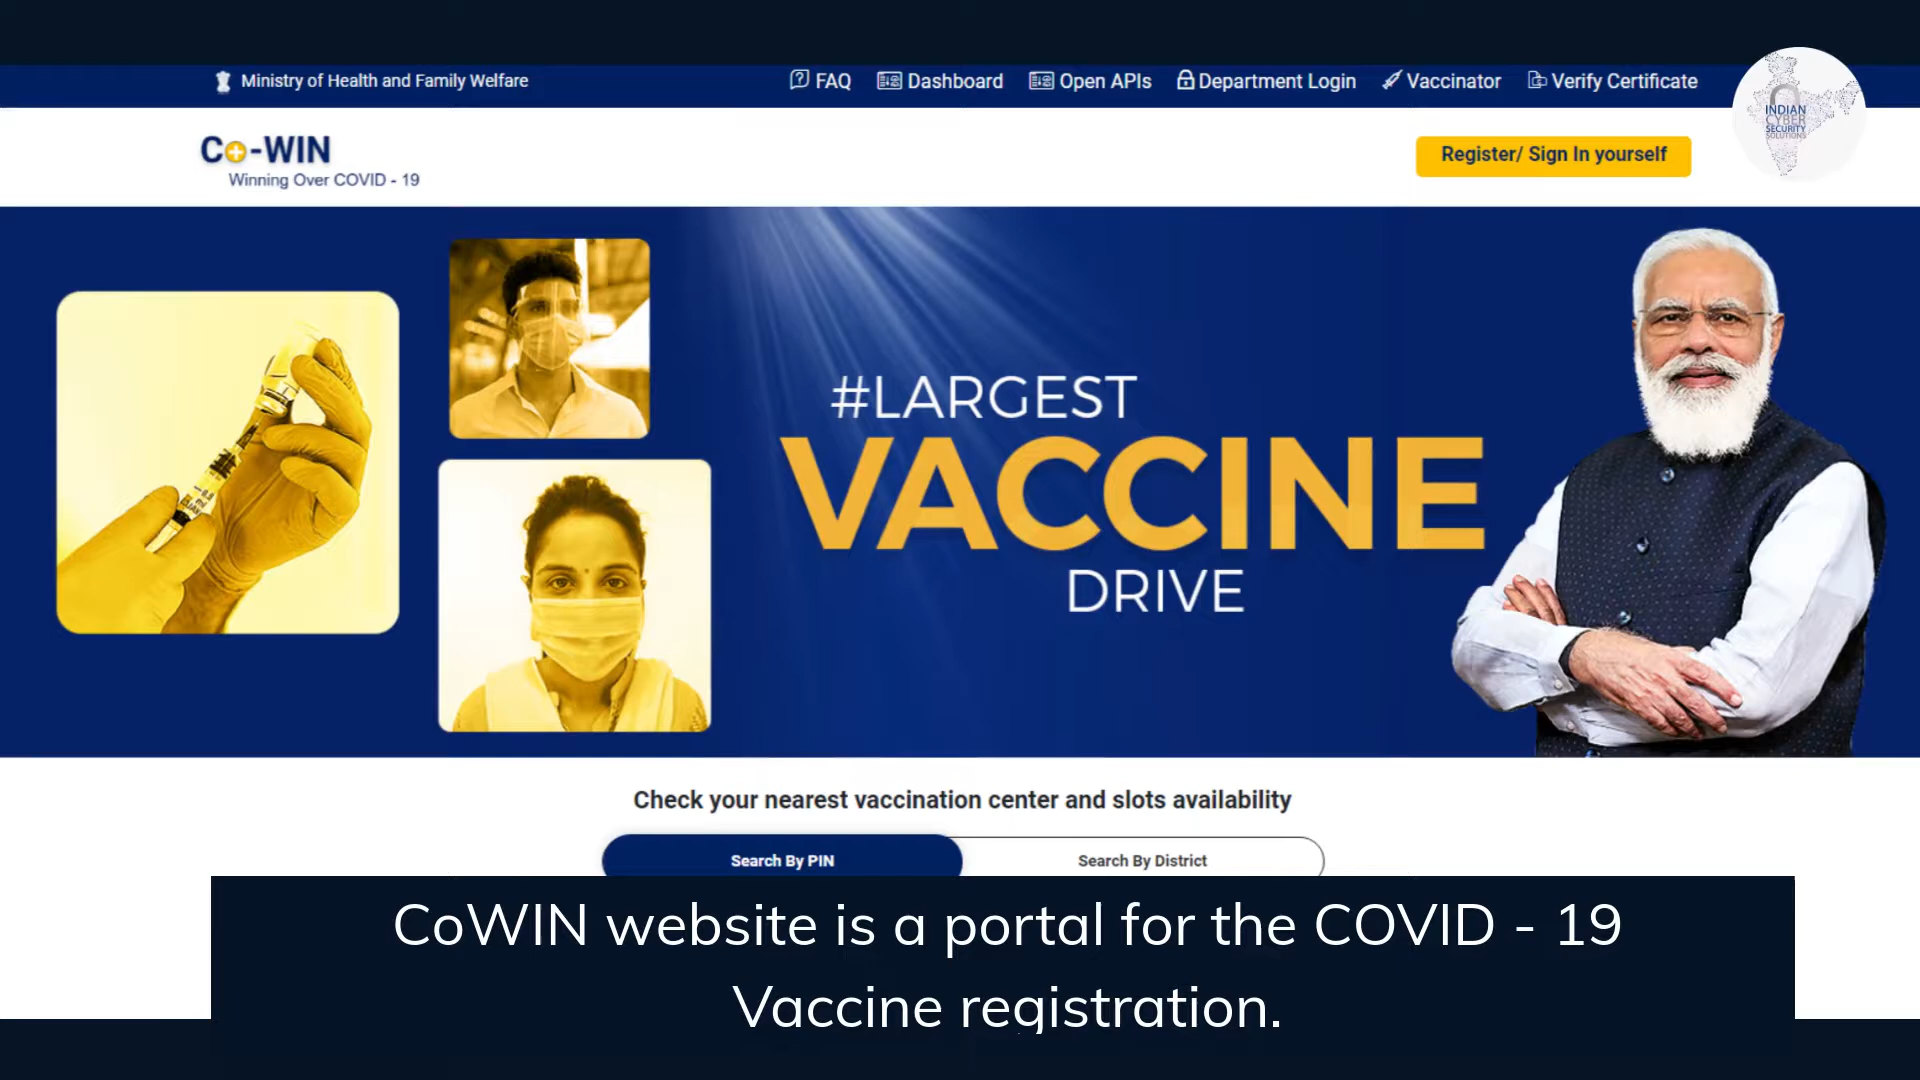 Ministry of Health and Family Welfare
FAQ
Dashboard
Open APIs
Department Login
Vaccinator
Verify Certificate
INDIAN
CYBER
SECURITY
SOLUTIONS
Co-WIN
Winning Over COVID - 19
Register/ Sign In yourself
#LARGEST
VACCINE
DRIVE
Check your nearest vaccination center and slots availability
Search By PIN
Search By District
CoWIN website is a portal for the COVID - 19
Vaccine registration.